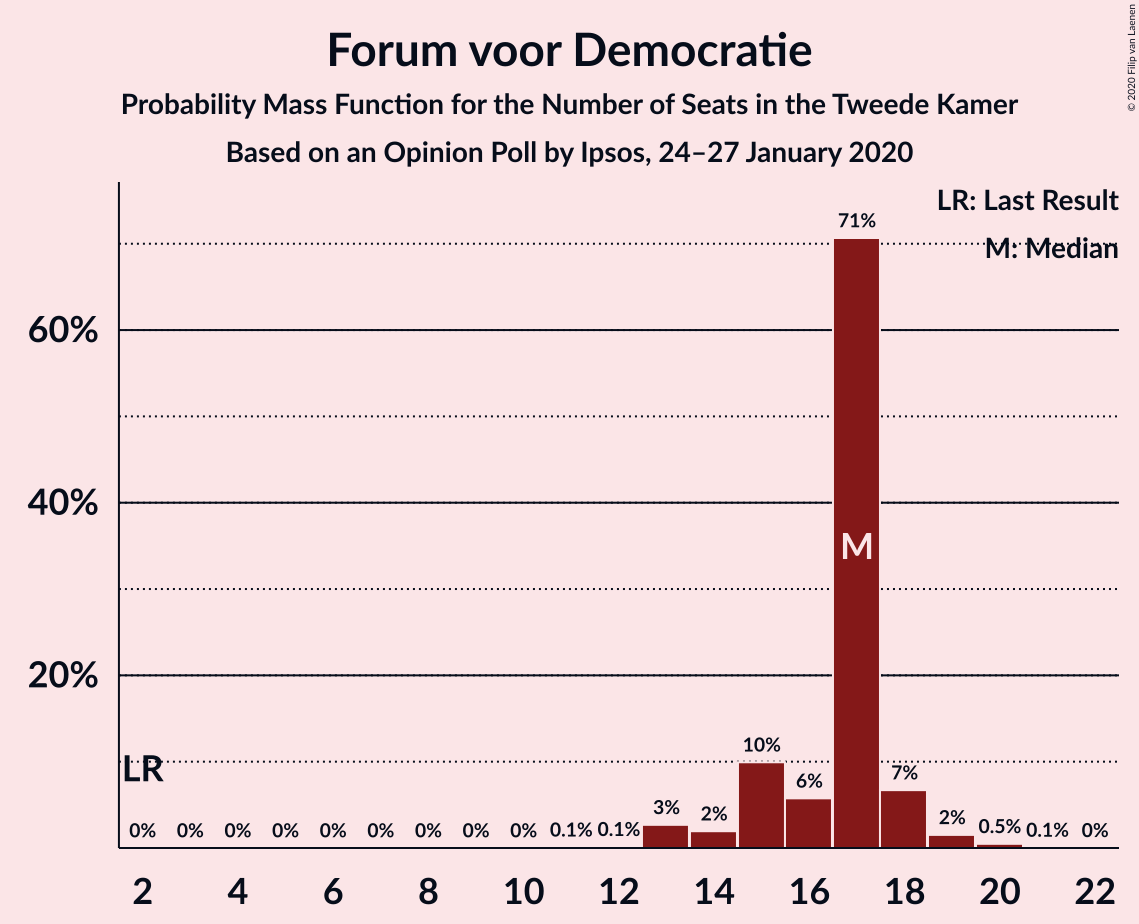 Forum voor Democratie
Probability Mass Function for the Number of Seats in the Tweede Kamer
Based on an Opinion Poll by Ipsos, 24–27 January 2020
© 2020 Filip van Laenen
LR: Last Result
M: Median
71%
60%
40%
M
20%
10%
LR
7%
6%
3%
2%
2%
0% 0% 0% 0% 0% 0% 0% 0% 0% 0.1% 0.1% 0.5% 0.1% 0%
2 4 6 8 10 12 14 16 18 20 22